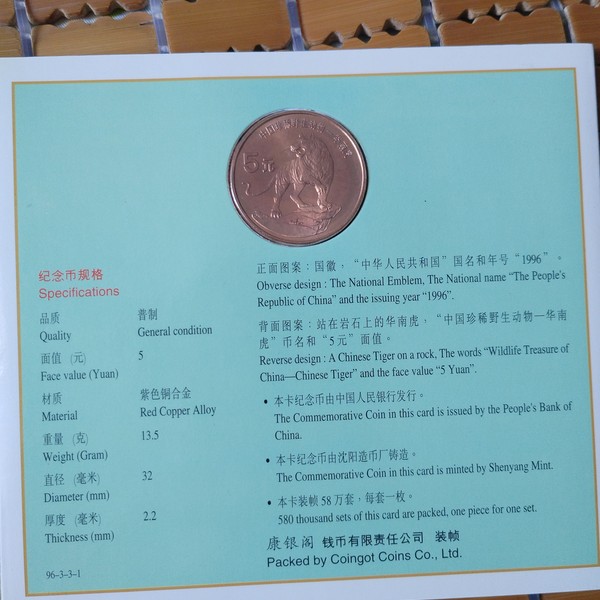 5元
纪念币规格
Specifications
品质 普制
Quality General condition
面值 (元) 5
Face value (Yuan)
材质 紫色铜合金
Material Red Copper Alloy
重量 (克) 13.5
Weight (Gram)
直径 (毫米) 32
Diameter (mm)
厚度 (毫米) 2.2
Thickness (mm)
96-3-3-1
正面图案：国徽，“中华人民共和国”国名和年号“1996”。
Obverse design : The National Emblem, The National name “The People's
Republic of China” and the issuing year “1996”.
背面图案：站在岩石上的华南虎，“中国珍稀野生动物—华南
虎”币名和“5元”面值。
Reverse design : A Chinese Tiger on a rock, The words “Wildlife Treasure of
China—Chinese Tiger” and the face value “5 Yuan”.
• 本卡纪念币由中国人民银行发行。
The Commemorative Coin in this card is issued by the People's Bank of
China.
• 本卡纪念币由沈阳造币厂铸造。
The Commemorative Coin in this card is minted by Shenyang Mint.
• 本卡装帧58万套，每套一枚。
580 thousand sets of this card are packed, one piece for one set.
康银阁 钱币有限责任公司 装帧
Packed by Coingot Coins Co., Ltd.